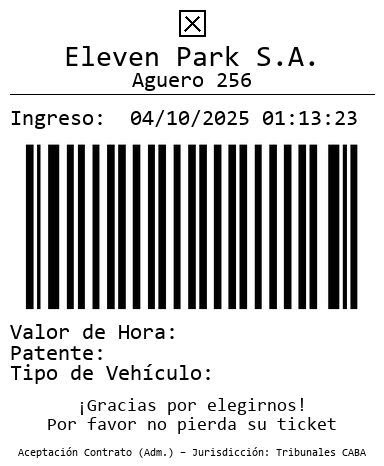 Eleven Park S.A.
Aguero 256
Ingreso: 04/10/2025 01:13:23
Valor de Hora:
Patente:
Tipo de Vehículo:
¡Gracias por elegirnos!
Por favor no pierda su ticket
Aceptación Contrato (Adm.) – Jurisdicción: Tribunales CABA